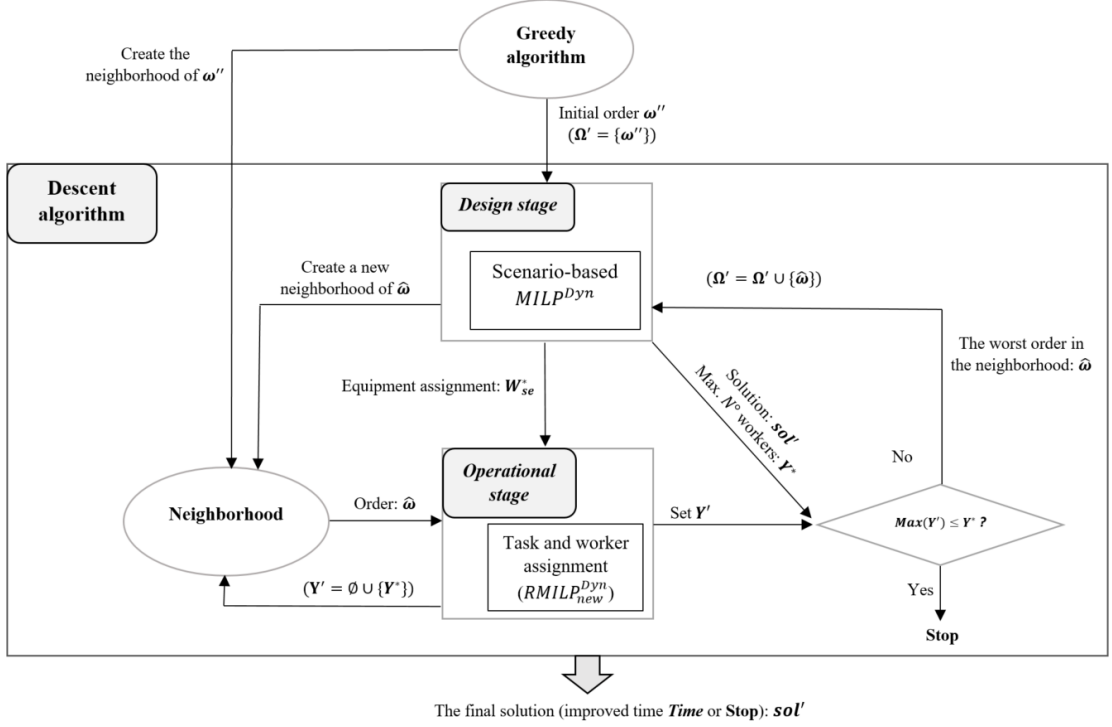 Greedy
algorithm
Create the
neighborhood of ω′′
Initial order ω′′
(Ω′ = {ω′′})
Descent
algorithm
Design stage
Scenario-based
MILP^{Dyn}
Create a new
neighborhood of ω̂
(Ω′ = Ω′ ∪ {ω̂})
The worst order in
the neighborhood: ω̂
Equipment assignment: W*_{se}
Solution: sol′
Max. N° workers: Y*
Operational
stage
No
Neighborhood
Order: ω̂
Set Y′
Max(Y′) ≤ Y* ?
Task and worker
assignment
(RMILP^{Dyn}_{new})
(Y′ = ∅ ∪ {Y*})
Yes
Stop
The final solution (improved time Time or Stop): sol′